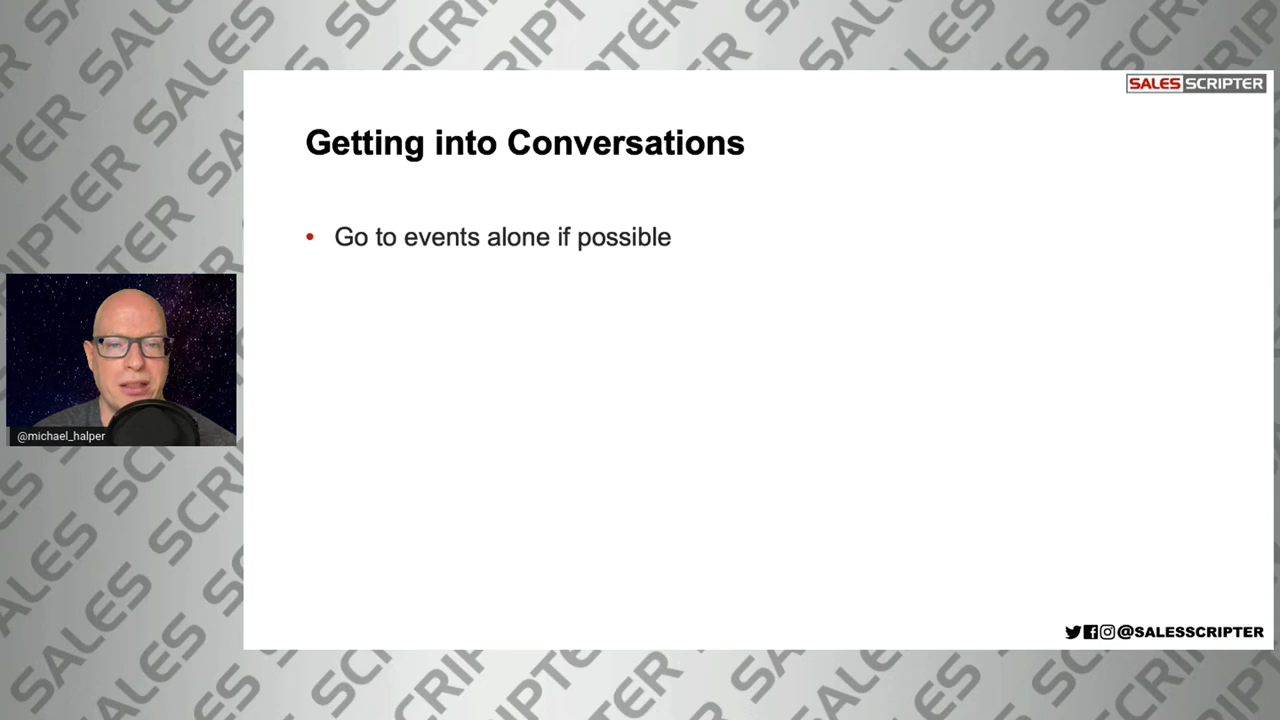 SALES SCRIPTER
Getting into Conversations
• Go to events alone if possible
@michael_halper
@SALESSCRIPTER